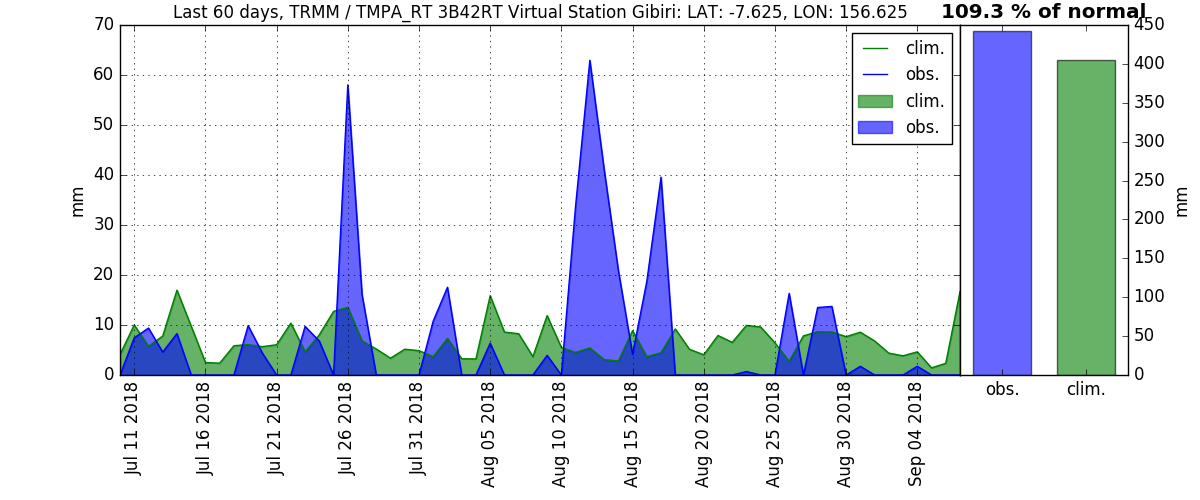 Last 60 days, TRMM / TMPA_RT 3B42RT Virtual Station Gibiri: LAT: -7.625, LON: 156.625
109.3 % of normal
70
60
50
40
30
20
10
0
mm
clim.
obs.
clim.
obs.
Jul 11 2018
Jul 16 2018
Jul 21 2018
Jul 26 2018
Jul 31 2018
Aug 05 2018
Aug 10 2018
Aug 15 2018
Aug 20 2018
Aug 25 2018
Aug 30 2018
Sep 04 2018
450
400
350
300
250
200
150
100
50
0
mm
obs.
clim.